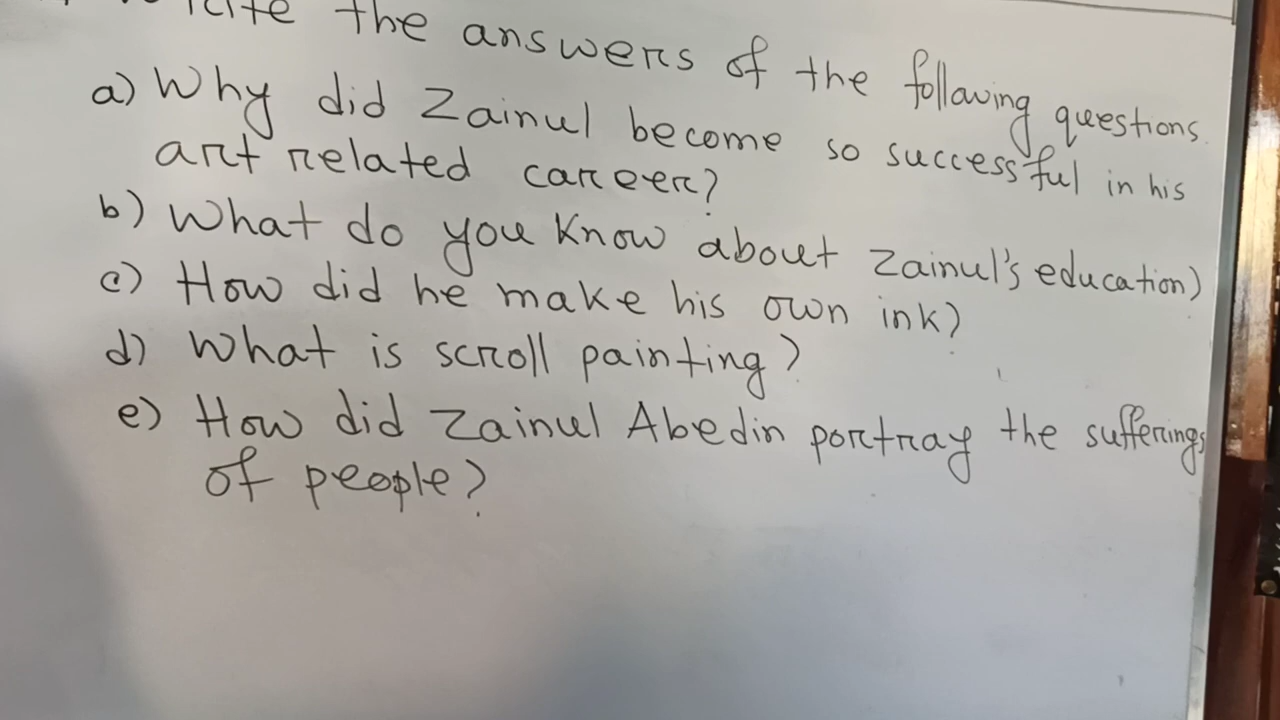 the answers of the following questions.
a) Why did Zainul become so successful in his
art related career?
b) What do you know about Zainul's education)
c) How did he make his own ink?
d) What is scroll painting?
e) How did Zainul Abedin portray the sufferings
of people?